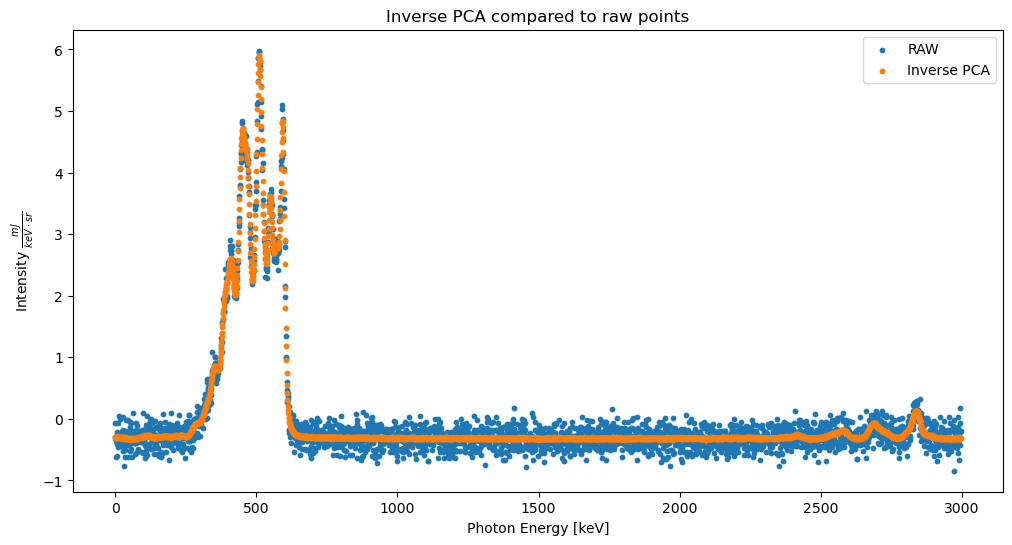 Inverse PCA compared to raw points
RAW
Inverse PCA
Intensity mJ / keV · sr
6
5
4
3
2
1
0
−1
0 500 1000 1500 2000 2500 3000
Photon Energy [keV]